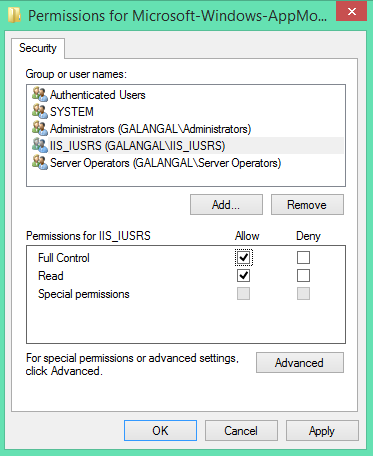 Permissions for Microsoft-Windows-AppMo...
Security
Group or user names:
Authenticated Users
SYSTEM
Administrators (GALANGAL\Administrators)
IIS_IUSRS (GALANGAL\IIS_IUSRS)
Server Operators (GALANGAL\Server Operators)
Add... Remove
Permissions for IIS_IUSRS Allow Deny
Full Control
Read
Special permissions
For special permissions or advanced settings,
click Advanced.
Advanced
OK Cancel Apply